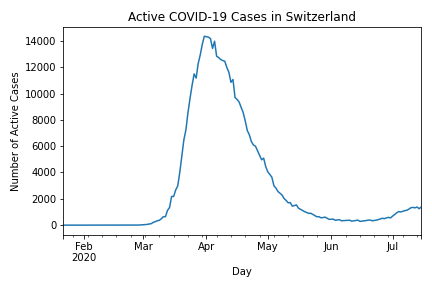 Active COVID-19 Cases in Switzerland
14000
12000
10000
8000
6000
4000
2000
0
Number of Active Cases
Feb Mar Apr May Jun Jul
2020
Day